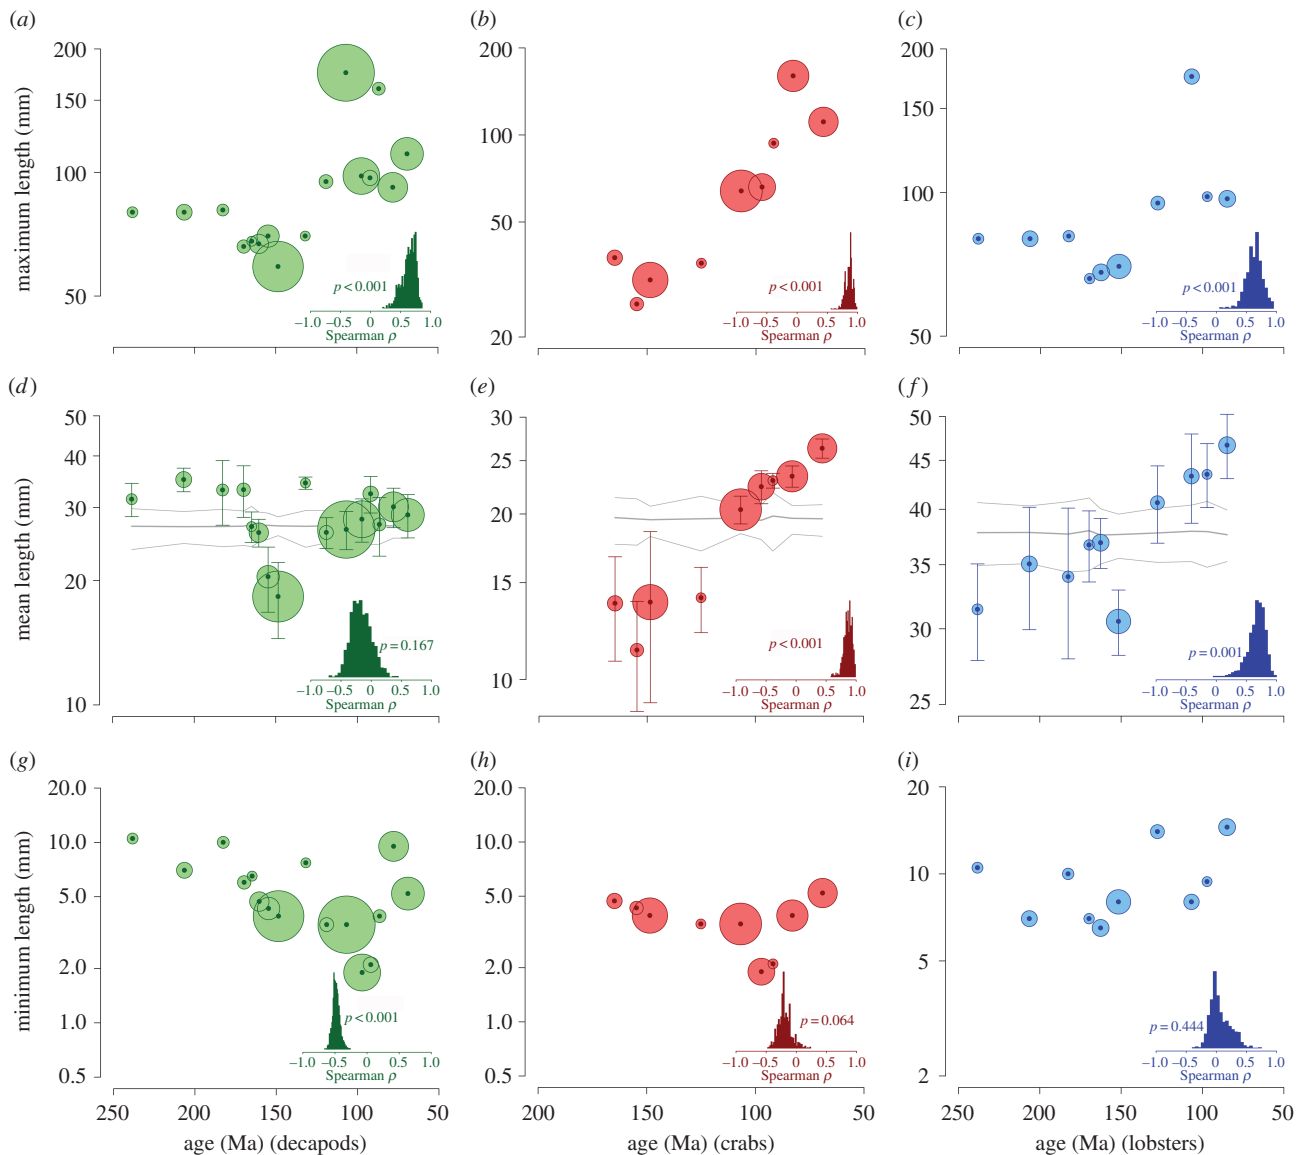 (a)
maximum length (mm)
200
150
100
50
p < 0.001
−1.0 −0.5 0 0.5 1.0
Spearman ρ
250 200 150 100 50
(b)
200
100
50
20
p < 0.001
−1.0 −0.5 0 0.5 1.0
Spearman ρ
(c)
200
150
100
50
p < 0.001
−1.0 −0.5 0 0.5 1.0
Spearman ρ
(d)
mean length (mm)
50
40
30
20
10
p = 0.167
−1.0 −0.5 0 0.5 1.0
Spearman ρ
(e)
30
25
20
15
10
p < 0.001
−1.0 −0.5 0 0.5 1.0
Spearman ρ
(f)
50
45
40
35
30
25
p = 0.001
−1.0 −0.5 0 0.5 1.0
Spearman ρ
(g)
minimum length (mm)
20.0
10.0
5.0
2.0
1.0
0.5
p < 0.001
−1.0 −0.5 0 0.5 1.0
Spearman ρ
250 200 150 100 50
age (Ma) (decapods)
(h)
20.0
10.0
5.0
2.0
1.0
0.5
p = 0.064
−1.0 −0.5 0 0.5 1.0
Spearman ρ
200 150 100 50
age (Ma) (crabs)
(i)
20
10
5
2
p = 0.444
−1.0 −0.5 0 0.5 1.0
Spearman ρ
250 200 150 100 50
age (Ma) (lobsters)